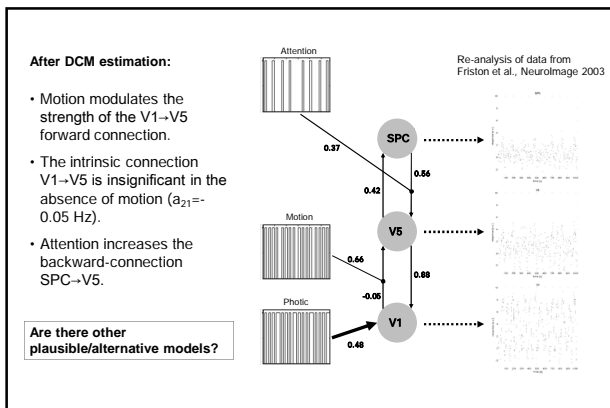 After DCM estimation:
• Motion modulates the
strength of the V1→V5
forward connection.
• The intrinsic connection
V1→V5 is insignificant in the
absence of motion (a21=-
0.05 Hz).
• Attention increases the
backward-connection
SPC→V5.
Are there other
plausible/alternative models?
Attention
Re-analysis of data from
Friston et al., NeuroImage 2003
SPC
0.37
0.56
0.42
V5
Motion
0.66
0.88
-0.05
Photic
V1
0.48